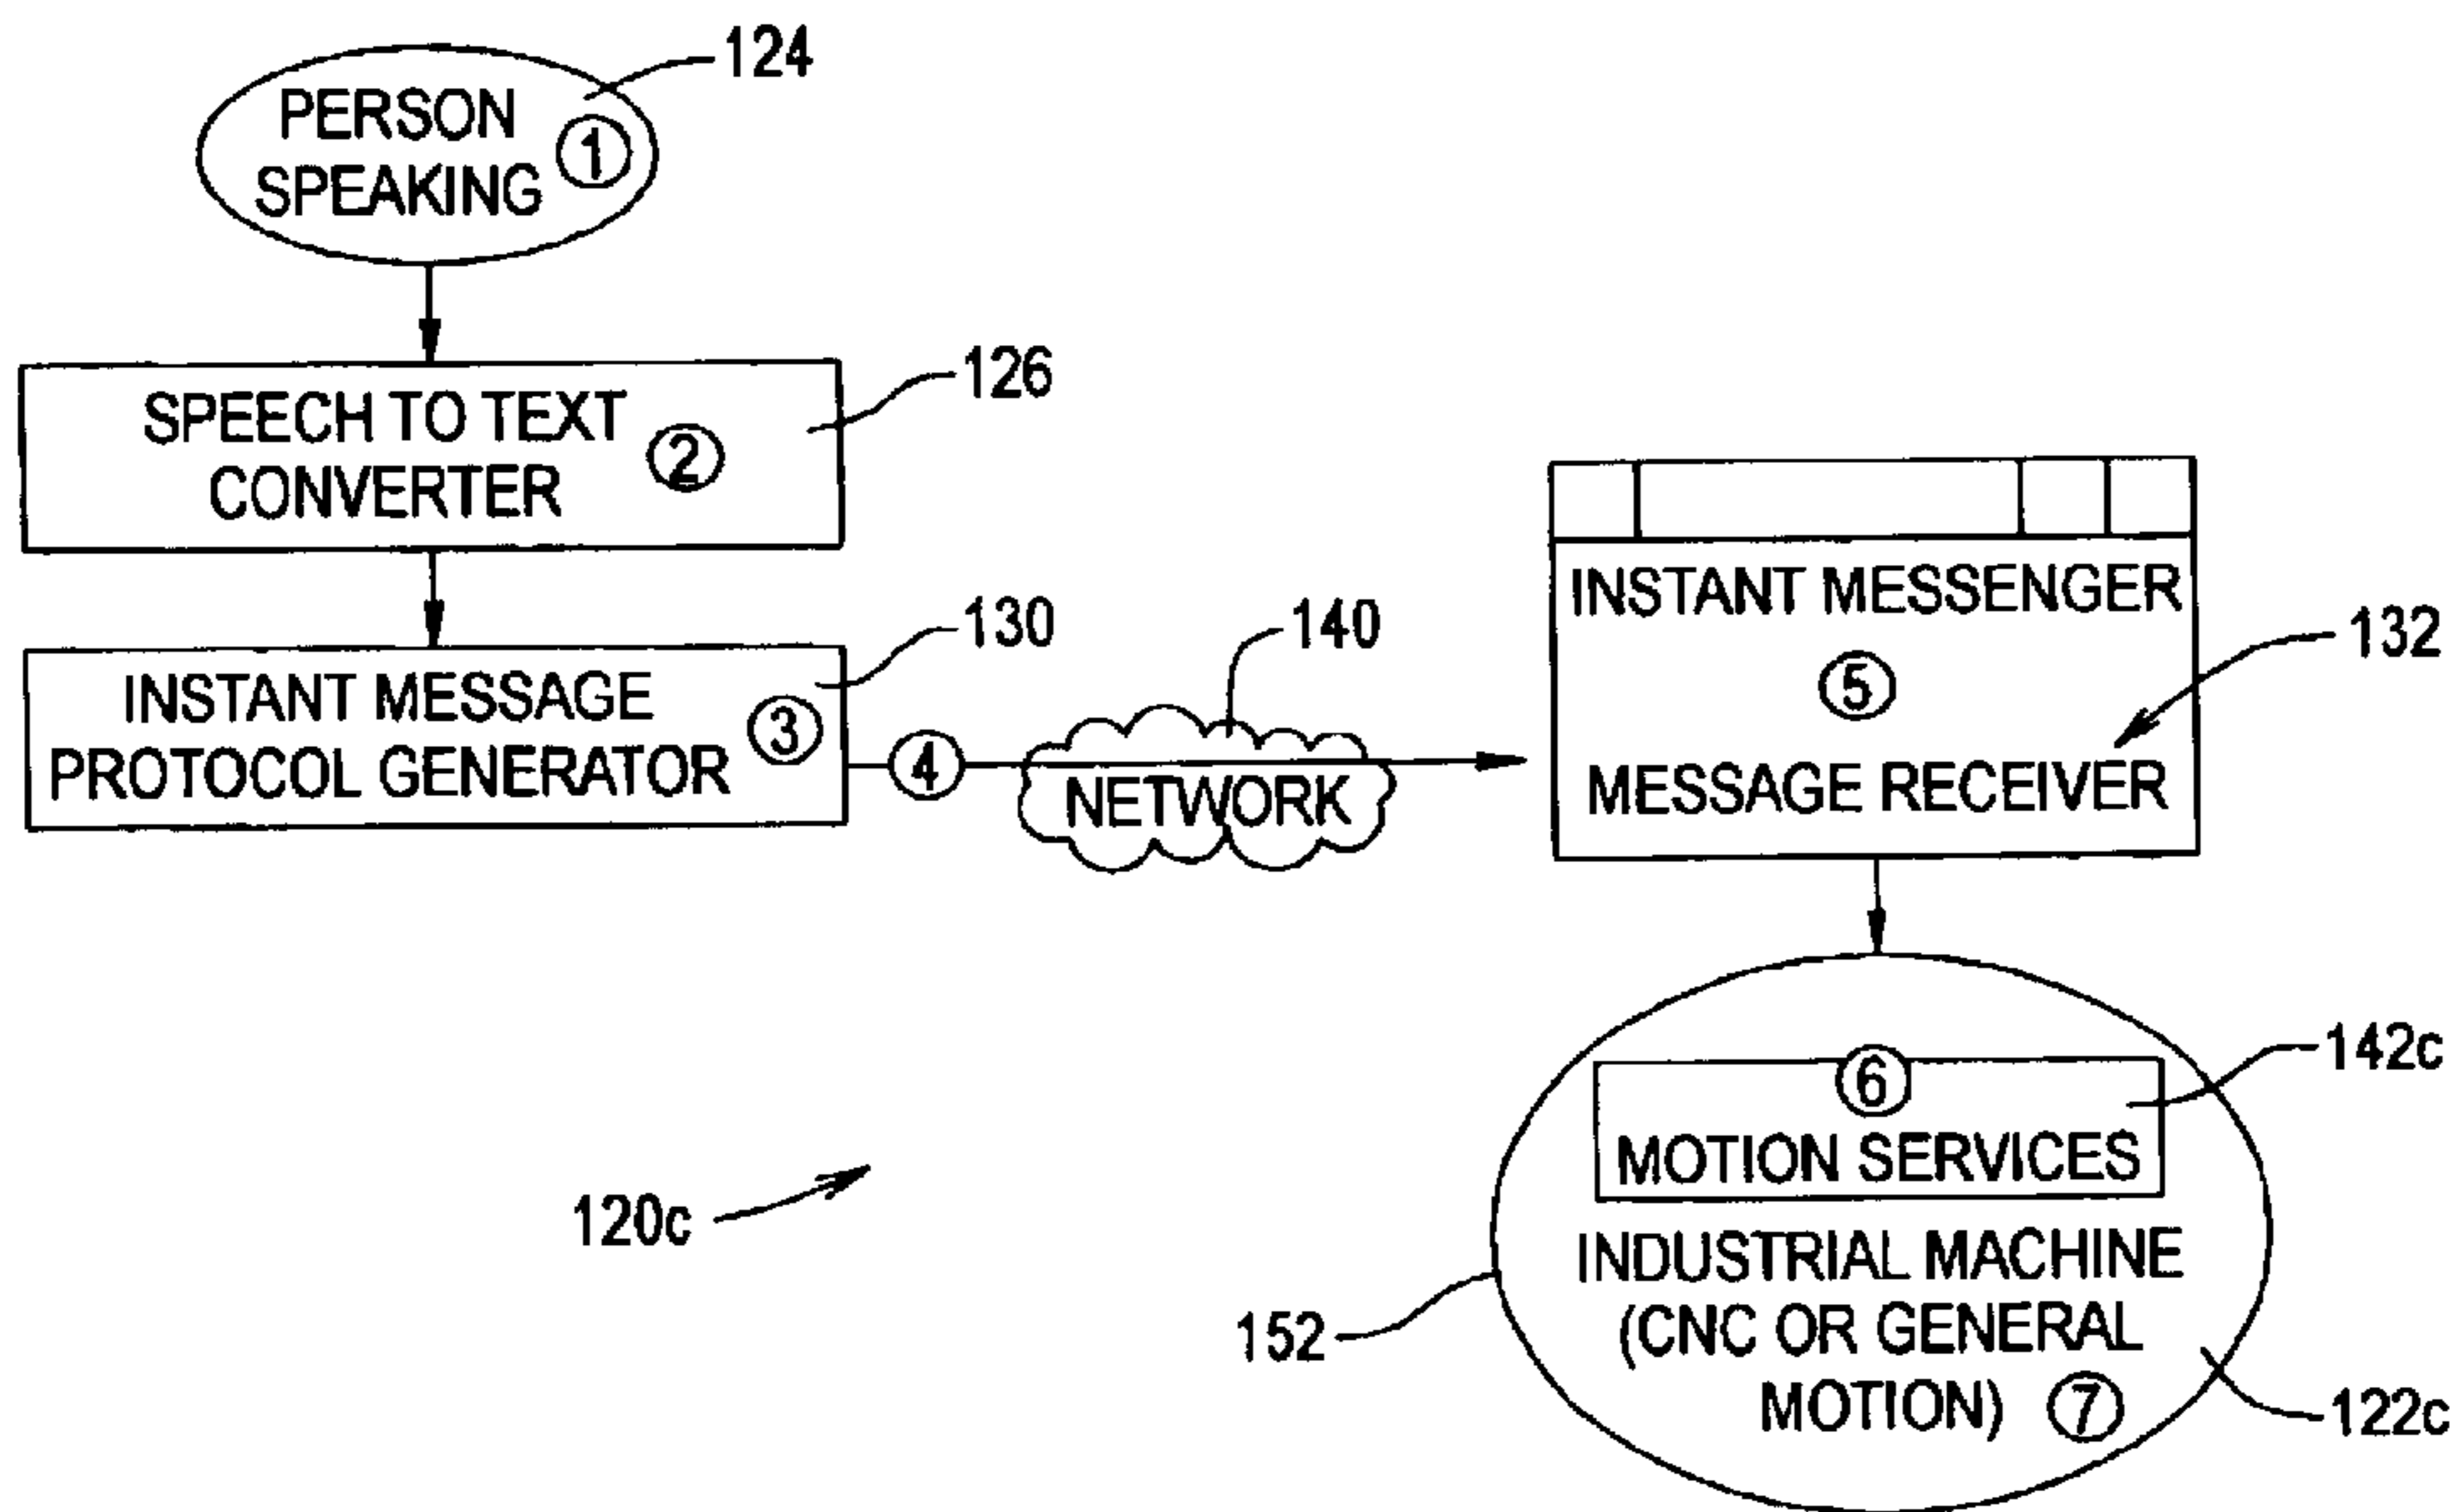 124
PERSON
SPEAKING
1
126
SPEECH TO TEXT
CONVERTER
2
130
INSTANT MESSAGE
PROTOCOL GENERATOR
3
4
140
NETWORK
INSTANT MESSENGER
5
132
MESSAGE RECEIVER
6
142c
MOTION SERVICES
INDUSTRIAL MACHINE
(CNC OR GENERAL
MOTION)
7
152
122c
120c